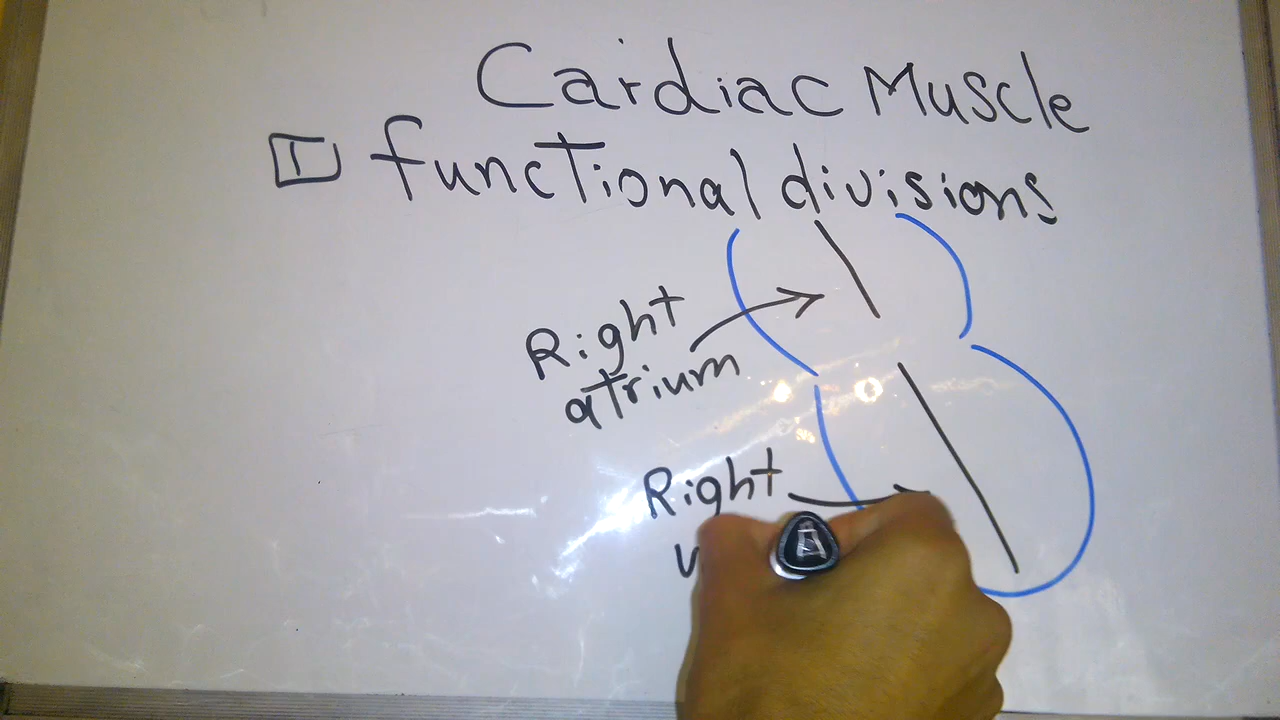 Cardiac Muscle
I functional divisions
Right
atrium
Right